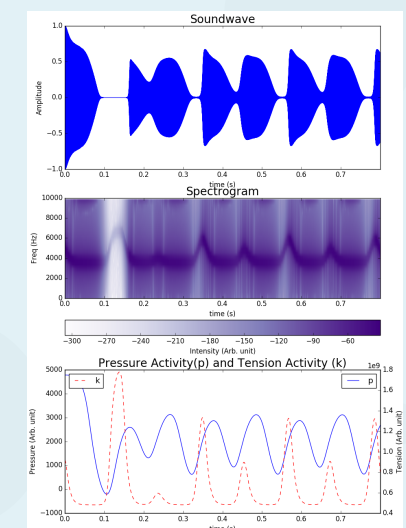 Soundwave
1.0
0.5
0.0
−0.5
−1.0
Amplitude
0.0 0.1 0.2 0.3 0.4 0.5 0.6 0.7
time (s)
Spectrogram
10000
8000
6000
4000
2000
0
Freq (Hz)
0.0 0.1 0.2 0.3 0.4 0.5 0.6 0.7
time (s)
−300 −270 −240 −210 −180 −150 −120 −90 −60
Intensity (Arb. unit)
Pressure Activity(p) and Tension Activity (k)
1e9
5000
4000
3000
2000
1000
0
−1000
Pressure (Arb. unit)
k
p
1.8
1.6
1.4
1.2
1.0
0.8
0.6
0.4
Tension (Arb. unit)
0.0 0.1 0.2 0.3 0.4 0.5 0.6 0.7
time (s)